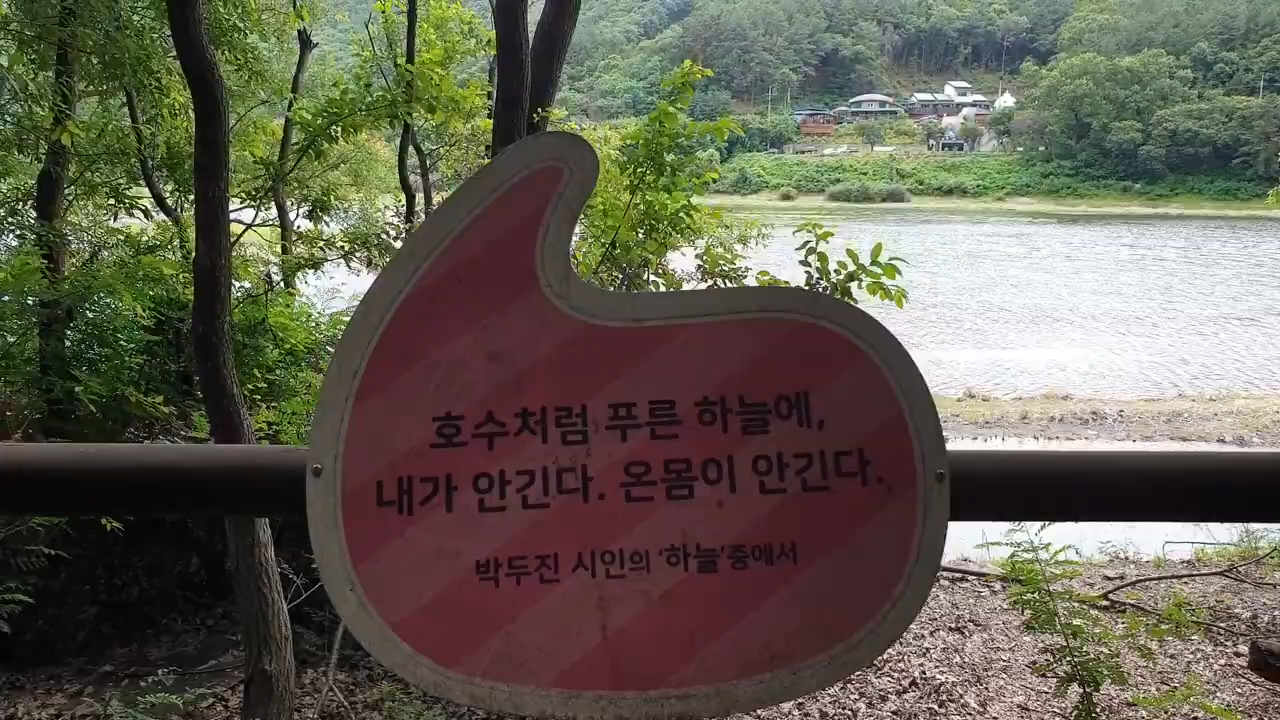 호수처럼 푸른 하늘에,
내가 안긴다. 온몸이 안긴다.
박두진 시인의 '하늘'중에서